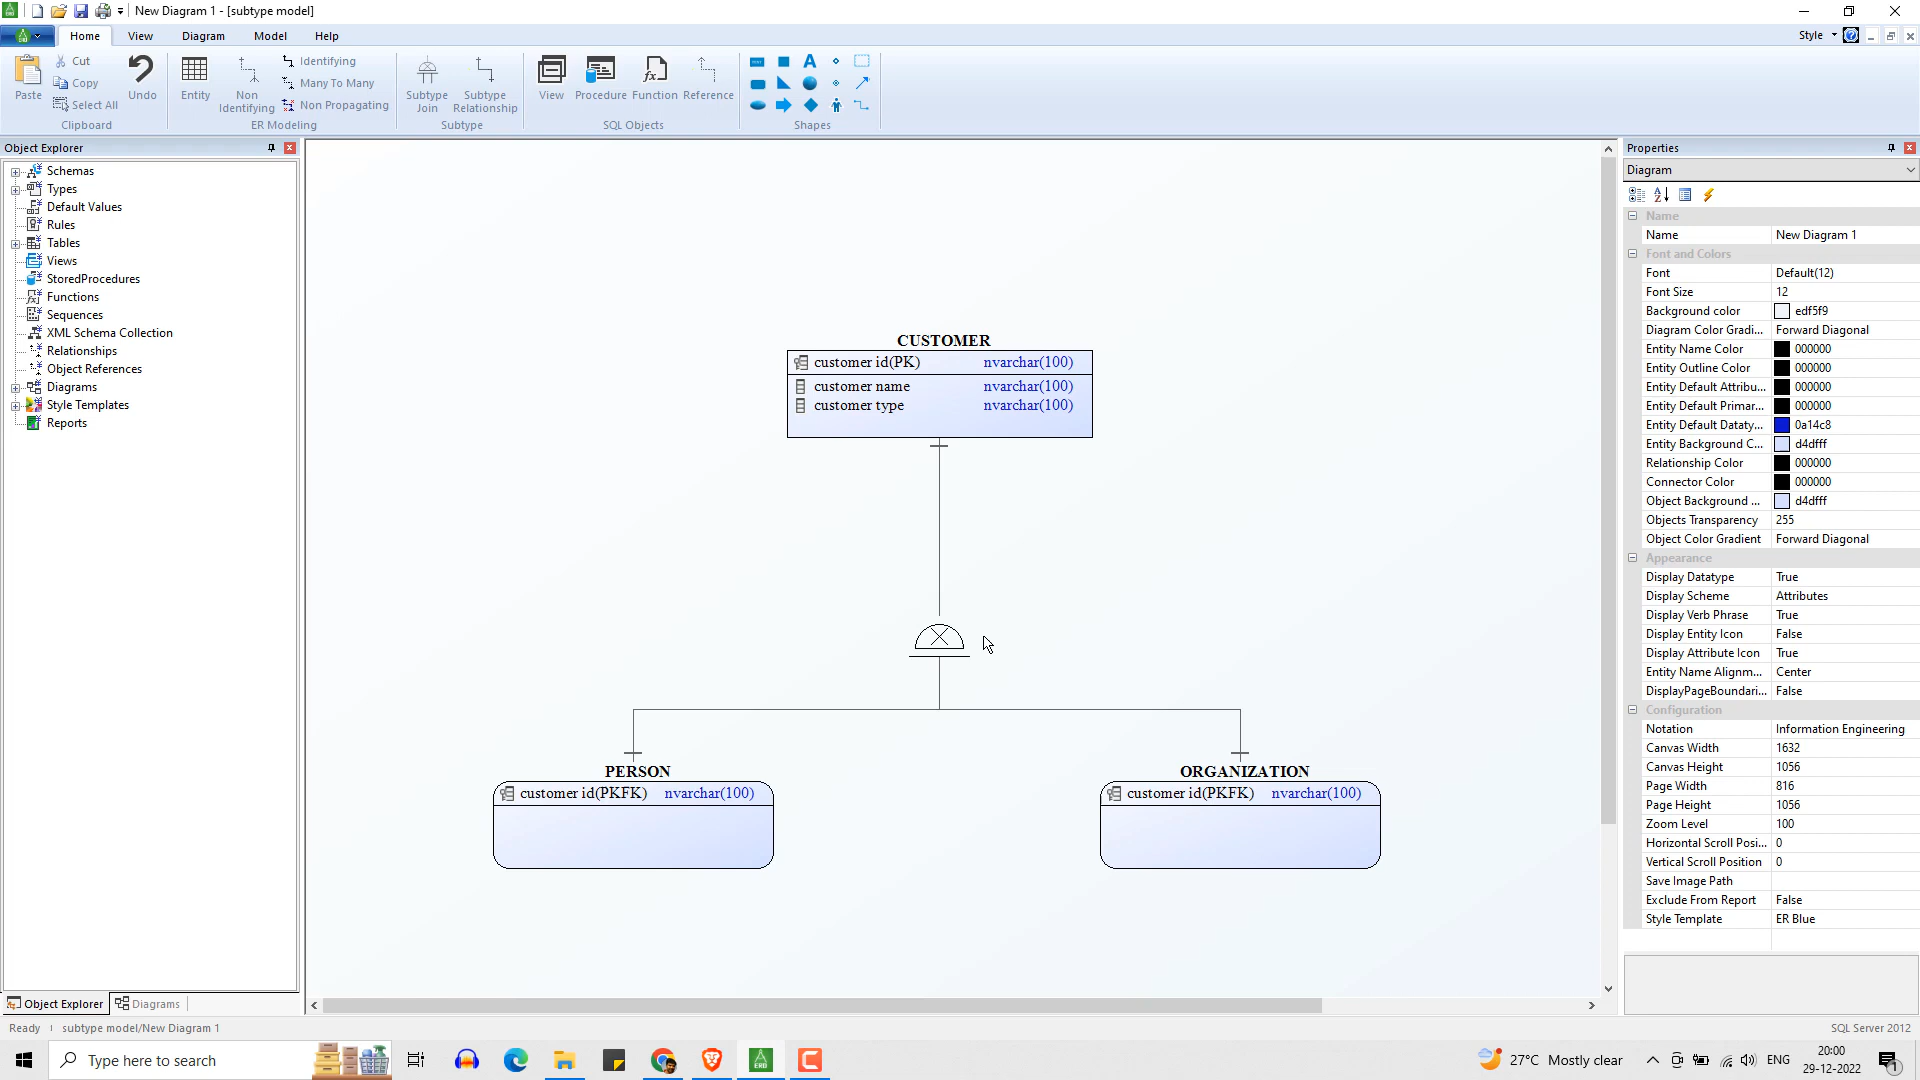 New Diagram 1 - [subtype model]
Home View Diagram Model Help
Style
Paste
Cut
Copy
Select All
Undo
Clipboard
Entity
Non Identifying
Identifying
Many To Many
Non Propagating
ER Modeling
Subtype Join
Subtype Relationship
Subtype
View Procedure Function Reference
SQL Objects
Shapes
Object Explorer
Schemas
Types
Default Values
Rules
Tables
Views
StoredProcedures
Functions
Sequences
XML Schema Collection
Relationships
Object References
Diagrams
Style Templates
Reports
CUSTOMER
customer id(PK) nvarchar(100)
customer name nvarchar(100)
customer type nvarchar(100)
PERSON
customer id(PKFK) nvarchar(100)
ORGANIZATION
customer id(PKFK) nvarchar(100)
Properties
Diagram
Name
Name New Diagram 1
Font and Colors
Font Default(12)
Font Size 12
Background color edf5f9
Diagram Color Gradi... Forward Diagonal
Entity Name Color 000000
Entity Outline Color 000000
Entity Default Attribu... 000000
Entity Default Primar... 000000
Entity Default Dataty... 0a14c8
Entity Background C... d4dfff
Relationship Color 000000
Connector Color 000000
Object Background ... d4dfff
Objects Transparency 255
Object Color Gradient Forward Diagonal
Appearance
Display Datatype True
Display Scheme Attributes
Display Verb Phrase True
Display Entity Icon False
Display Attribute Icon True
Entity Name Alignm... Center
DisplayPageBoundari... False
Configuration
Notation Information Engineering
Canvas Width 1632
Canvas Height 1056
Page Width 816
Page Height 1056
Zoom Level 100
Horizontal Scroll Posi... 0
Vertical Scroll Position 0
Save Image Path
Exclude From Report False
Style Template ER Blue
Object Explorer Diagrams
Ready subtype model/New Diagram 1
SQL Server 2012
Type here to search
ERD
27°C Mostly clear
ENG
20:00
29-12-2022
1